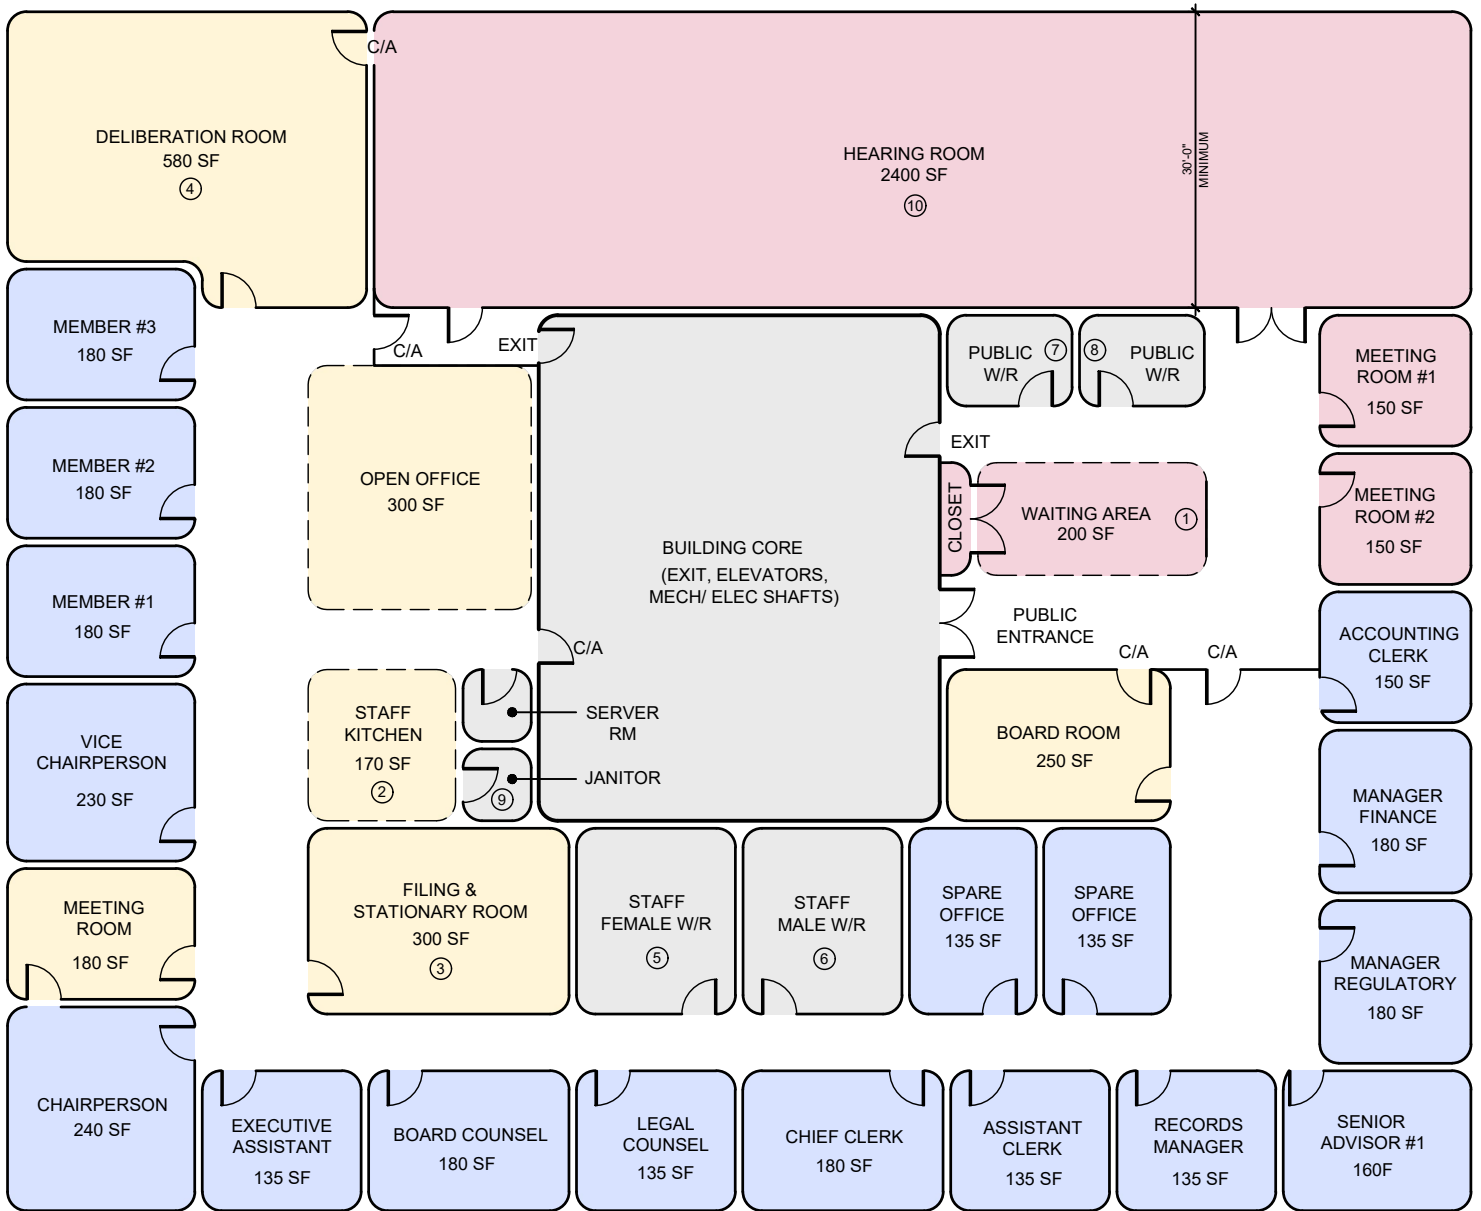 C/A
DELIBERATION ROOM
580 SF
4
HEARING ROOM
2400 SF
10
30'-0"
MINIMUM
MEMBER #3
180 SF
C/A
EXIT
PUBLIC
W/R
7
8
PUBLIC
W/R
MEETING
ROOM #1
150 SF
MEMBER #2
180 SF
OPEN OFFICE
300 SF
BUILDING CORE
(EXIT, ELEVATORS,
MECH/ ELEC SHAFTS)
EXIT
CLOSET
WAITING AREA
200 SF
1
MEETING
ROOM #2
150 SF
MEMBER #1
180 SF
C/A
PUBLIC
ENTRANCE
C/A
C/A
ACCOUNTING
CLERK
150 SF
VICE
CHAIRPERSON
230 SF
STAFF
KITCHEN
170 SF
2
SERVER
RM
JANITOR
9
BOARD ROOM
250 SF
MANAGER
FINANCE
180 SF
MEETING
ROOM
180 SF
FILING &
STATIONARY ROOM
300 SF
3
STAFF
FEMALE W/R
5
STAFF
MALE W/R
6
SPARE
OFFICE
135 SF
SPARE
OFFICE
135 SF
MANAGER
REGULATORY
180 SF
CHAIRPERSON
240 SF
EXECUTIVE
ASSISTANT
135 SF
BOARD COUNSEL
180 SF
LEGAL
COUNSEL
135 SF
CHIEF CLERK
180 SF
ASSISTANT
CLERK
135 SF
RECORDS
MANAGER
135 SF
SENIOR
ADVISOR #1
160F